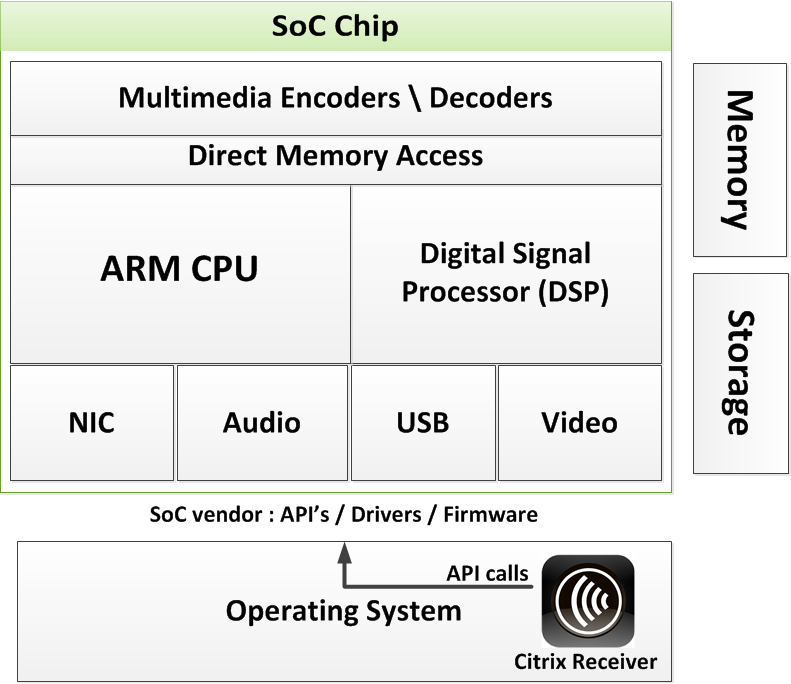 SoC Chip
Multimedia Encoders \ Decoders
Direct Memory Access
ARM CPU
Digital Signal
Processor (DSP)
NIC
Audio
USB
Video
Memory
Storage
SoC vendor : API's / Drivers / Firmware
API calls
Operating System
Citrix Receiver